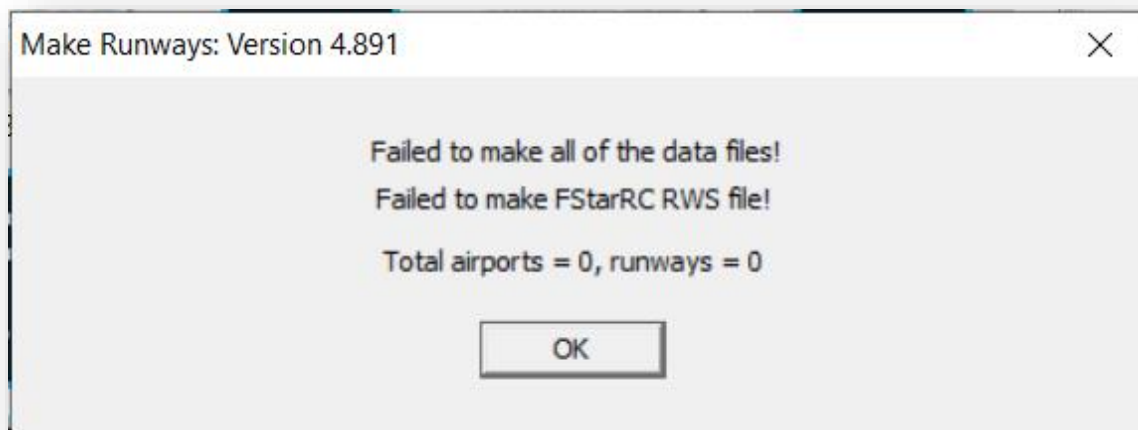 Make Runways: Version 4.891
Failed to make all of the data files!
Failed to make FStarRC RWS file!
Total airports = 0, runways = 0
OK